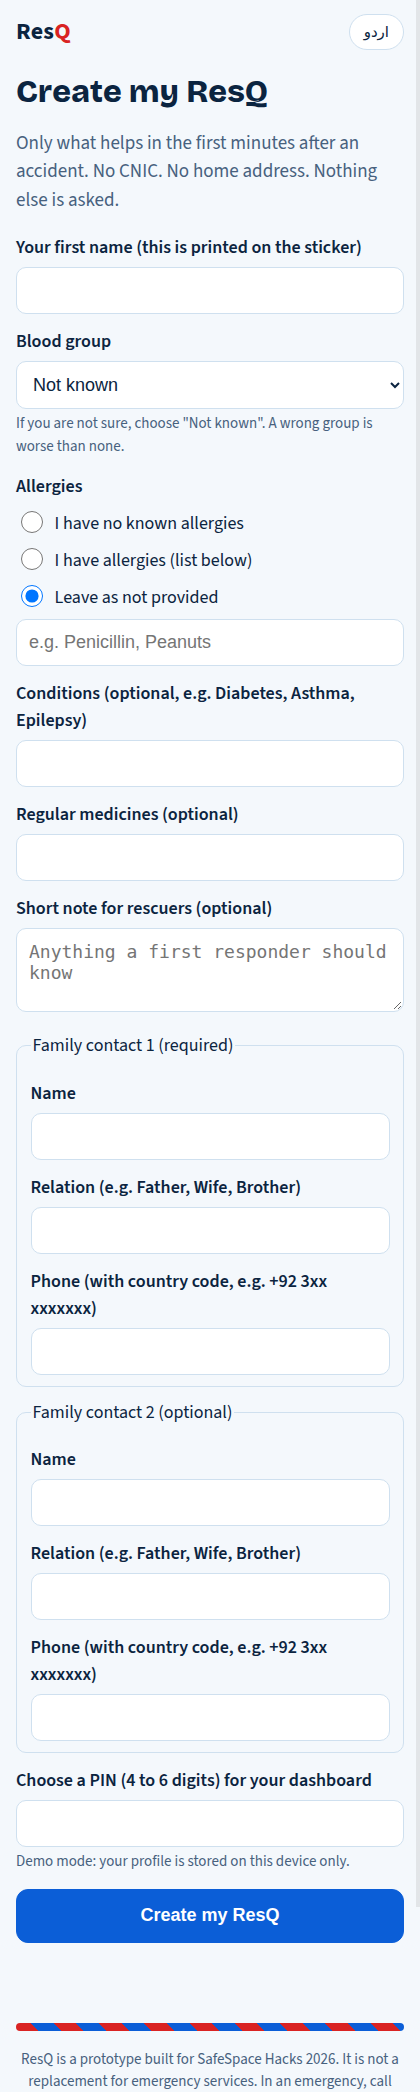 ResQ
اردو
Create my ResQ
Only what helps in the first minutes after an
accident. No CNIC. No home address. Nothing
else is asked.
Your first name (this is printed on the sticker)
Blood group
Not known
If you are not sure, choose "Not known". A wrong group is
worse than none.
Allergies
I have no known allergies
I have allergies (list below)
Leave as not provided
e.g. Penicillin, Peanuts
Conditions (optional, e.g. Diabetes, Asthma,
Epilepsy)
Regular medicines (optional)
Short note for rescuers (optional)
Anything a first responder should
know
Family contact 1 (required)
Name
Relation (e.g. Father, Wife, Brother)
Phone (with country code, e.g. +92 3xx
xxxxxxx)
Family contact 2 (optional)
Name
Relation (e.g. Father, Wife, Brother)
Phone (with country code, e.g. +92 3xx
xxxxxxx)
Choose a PIN (4 to 6 digits) for your dashboard
Demo mode: your profile is stored on this device only.
Create my ResQ
ResQ is a prototype built for SafeSpace Hacks 2026. It is not a
replacement for emergency services. In an emergency, call